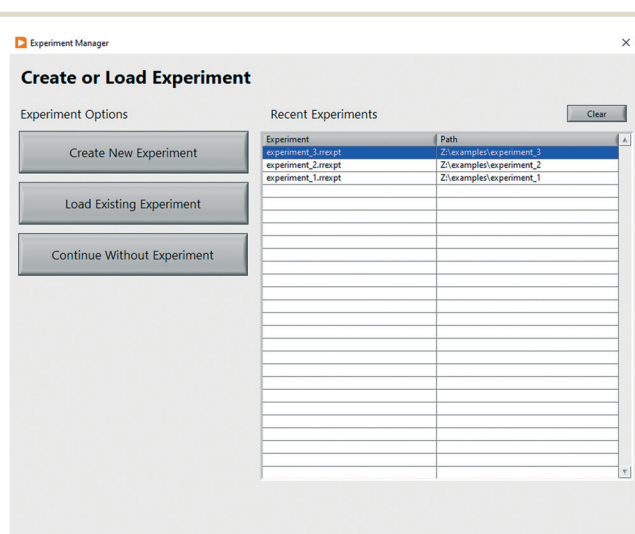 Experiment Manager
Create or Load Experiment
Experiment Options
Create New Experiment
Load Existing Experiment
Continue Without Experiment
Recent Experiments
Clear
Experiment Path
experiment_3.rrexpt Z:\examples\experiment_3
experiment_2.rrexpt Z:\examples\experiment_2
experiment_1.rrexpt Z:\examples\experiment_1